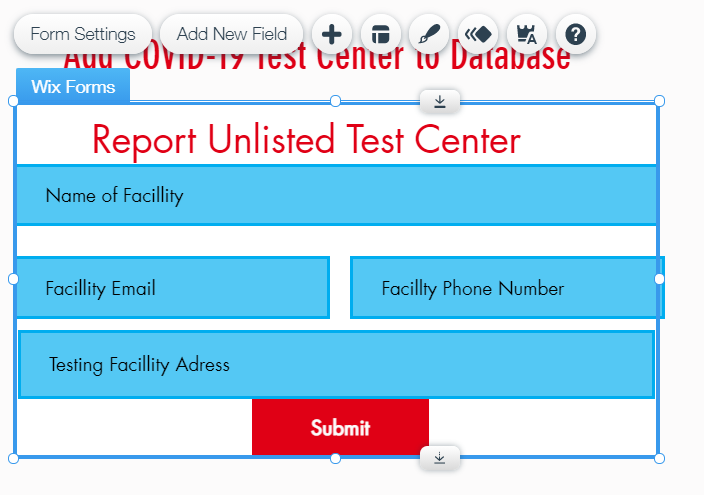 Form Settings
Add New Field
Add COVID-19 Test Center to Database
Wix Forms
Report Unlisted Test Center
Name of Facillity
Facillity Email
Facillty Phone Number
Testing Facillity Adress
Submit